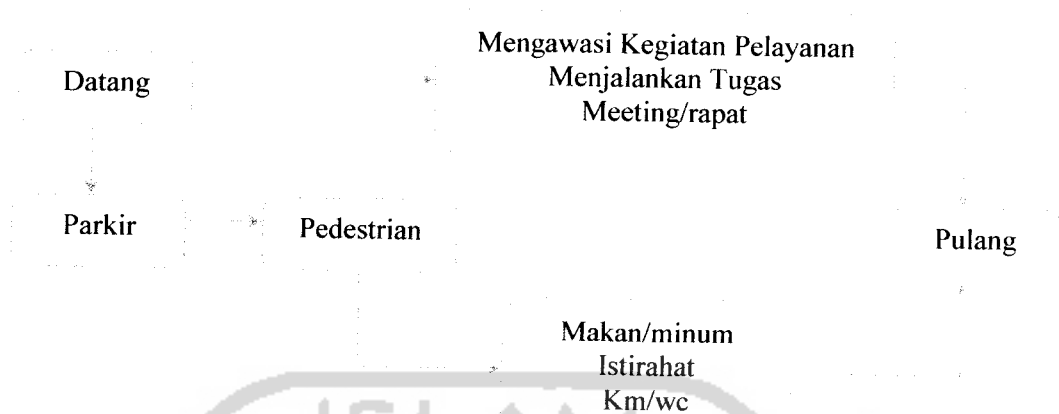 Datang
Mengawasi Kegiatan Pelayanan
Menjalankan Tugas
Meeting/rapat
Parkir
Pedestrian
Pulang
Makan/minum
Istirahat
Km/wc